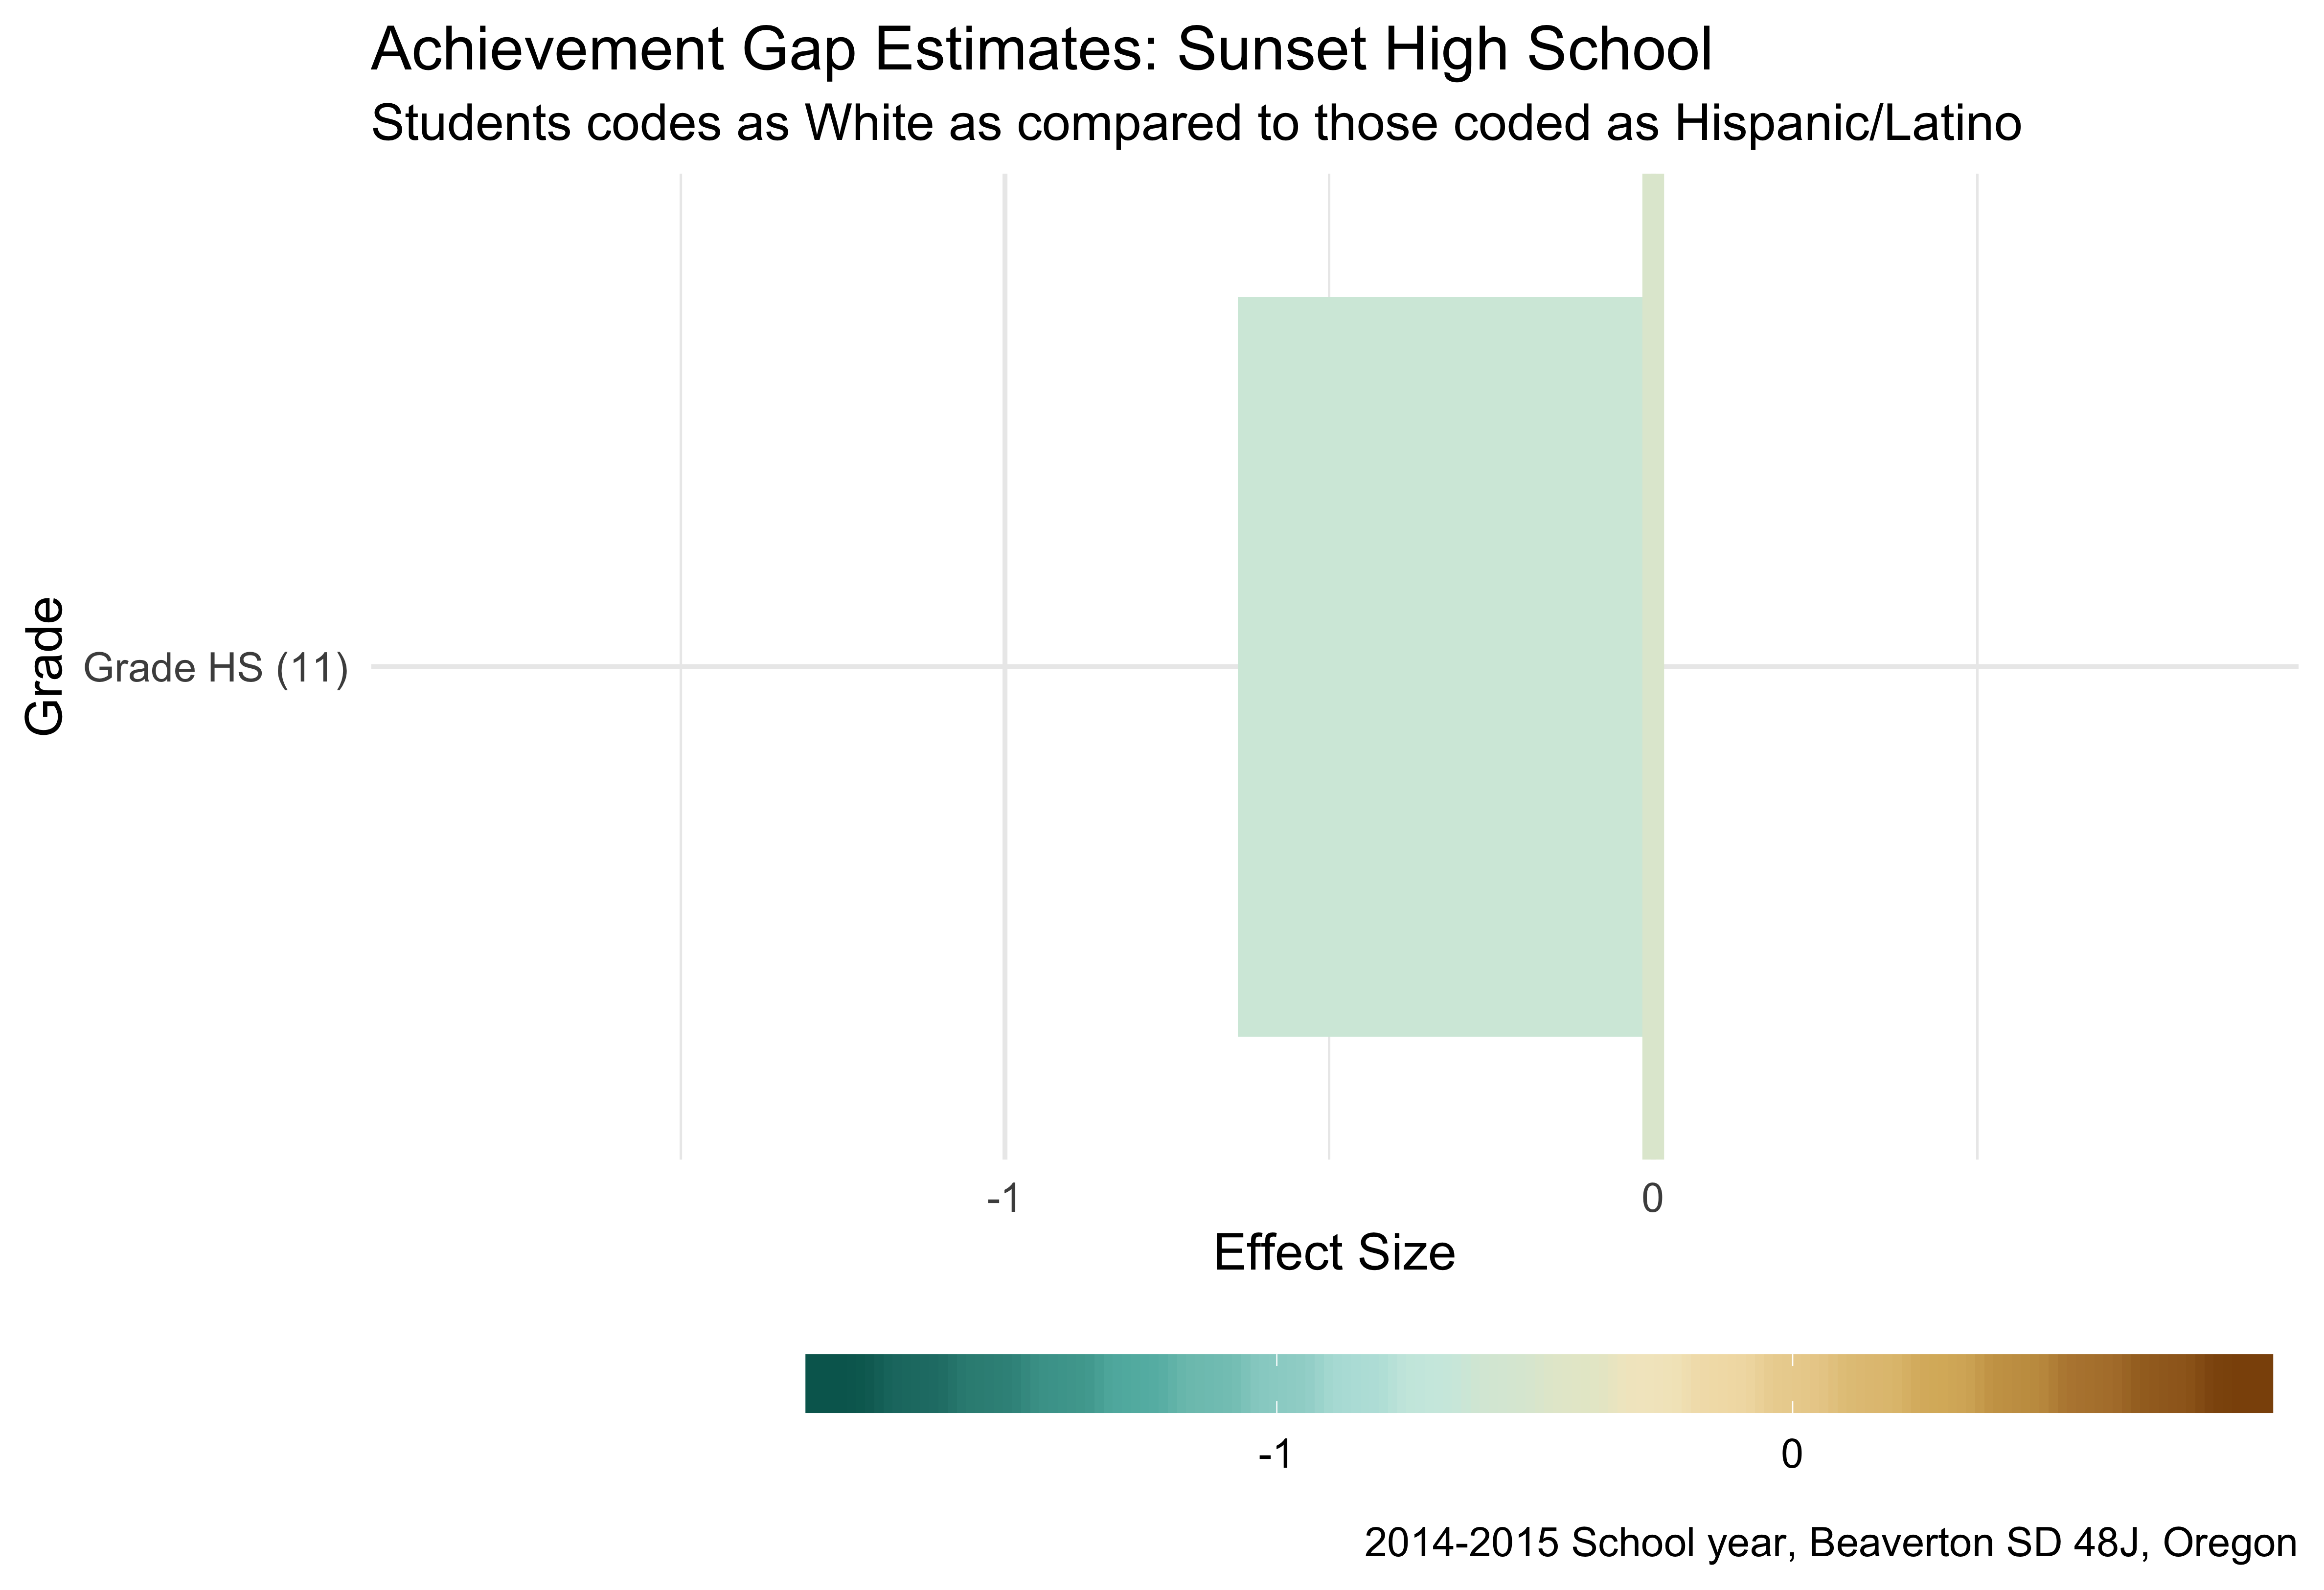 Achievement Gap Estimates: Sunset High School
Students codes as White as compared to those coded as Hispanic/Latino
Grade
Grade HS (11)
-1 0
Effect Size
-1 0
2014-2015 School year, Beaverton SD 48J, Oregon